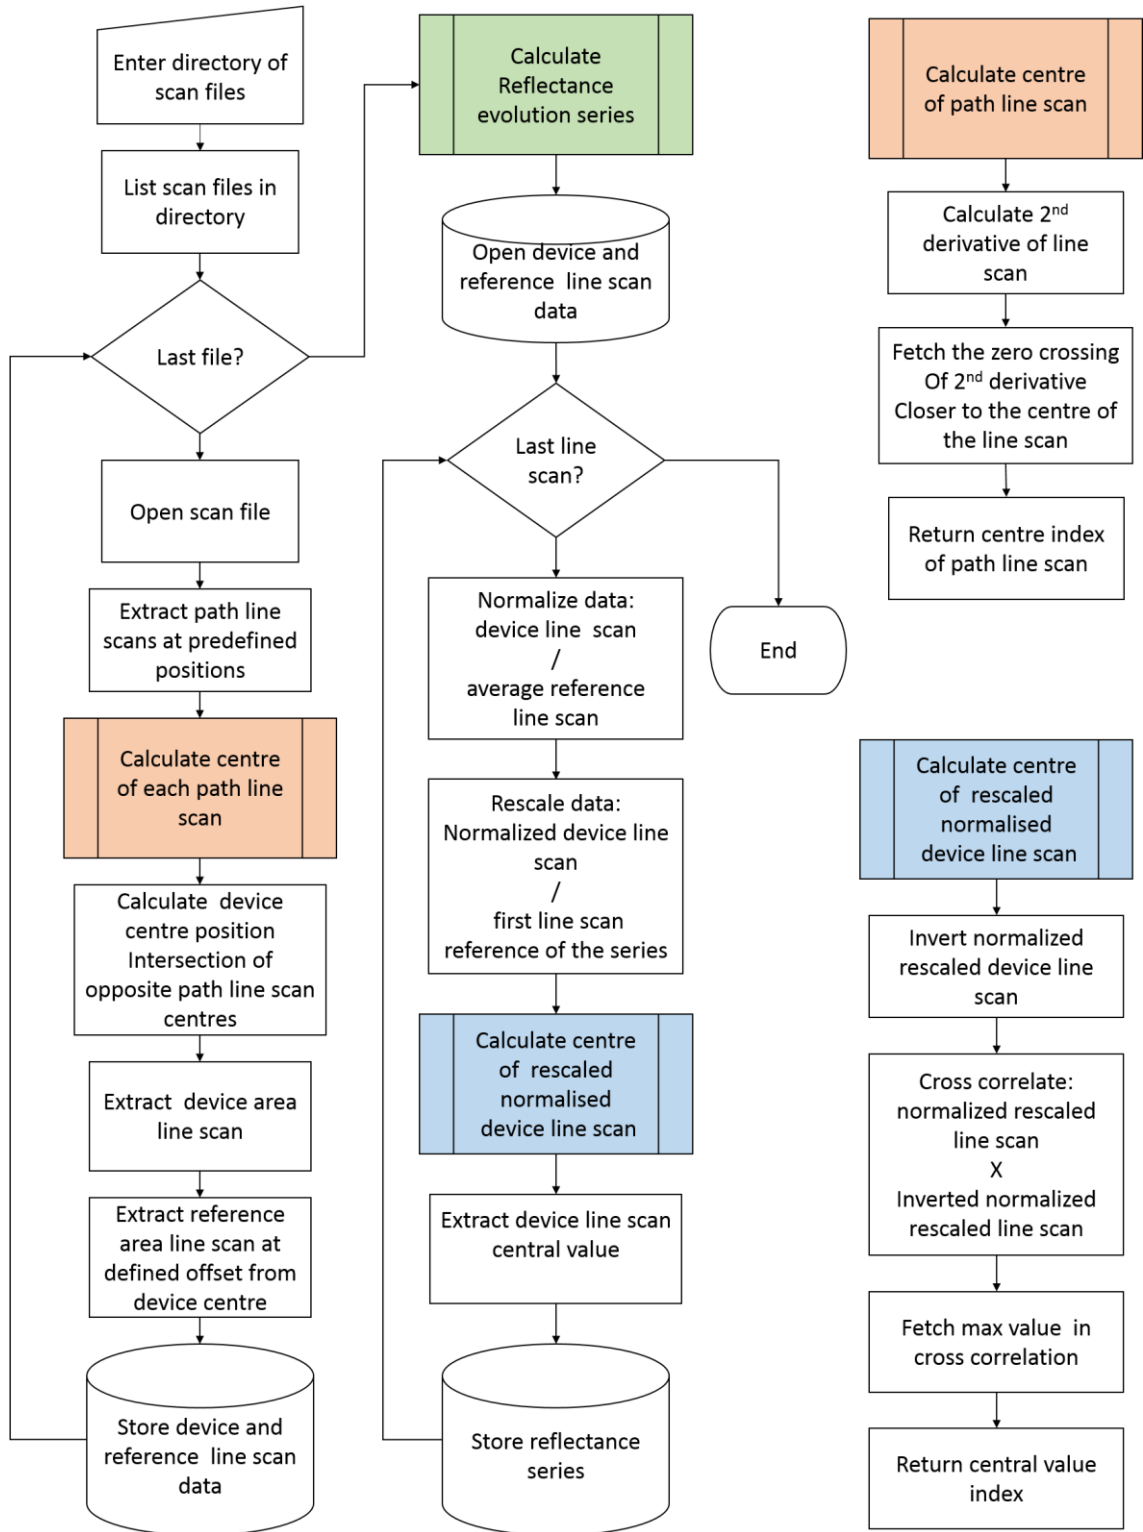 Enter directory of
scan files
List scan files in
directory
Last file?
Open scan file
Extract path line
scans at predefined
positions
Calculate centre
of each path line
scan
Calculate device
centre position
Intersection of
opposite path line scan
centres
Extract device area
line scan
Extract reference
area line scan at
defined offset from
device centre
Store device and
reference line scan
data
Calculate
Reflectance
evolution series
Open device and
reference line scan
data
Last line
scan?
Normalize data:
device line scan
/
average reference
line scan
End
Rescale data:
Normalized device line
scan
/
first line scan
reference of the series
Calculate centre
of rescaled
normalised
device line scan
Extract device line scan
central value
Store reflectance
series
Calculate centre
of path line scan
Calculate 2nd
derivative of line
scan
Fetch the zero crossing
Of 2nd derivative
Closer to the centre of
the line scan
Return centre index
of path line scan
Calculate centre
of rescaled
normalised
device line scan
Invert normalized
rescaled device line
scan
Cross correlate:
normalized rescaled
line scan
X
Inverted normalized
rescaled line scan
Fetch max value in
cross correlation
Return central value
index